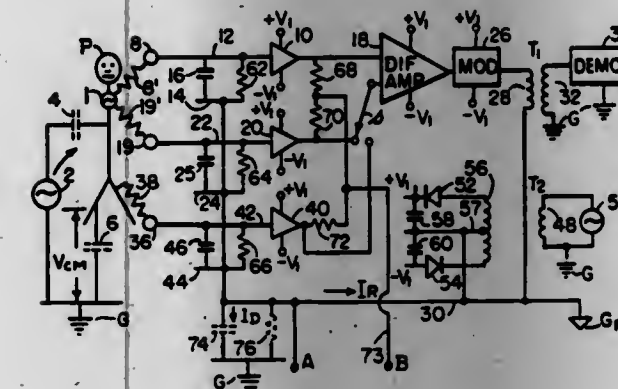 +V1 10 18 +V1 +V1 26 T1
P 8 12 DIF AMP MOD DEMO
16 62 68 28 32
4 1 8' 14 -V1 -V1 -V1 G
19' +V1
22 20 70 4
2 19 25 64 -V1 +V1 52 56 T2
24 58 57
38 +V1 48
6 36 42 40 60
46 72 -V1 54 G
VCM 44 66 -V1
→IR 30
G 74 ↓ID 76 73
G A B